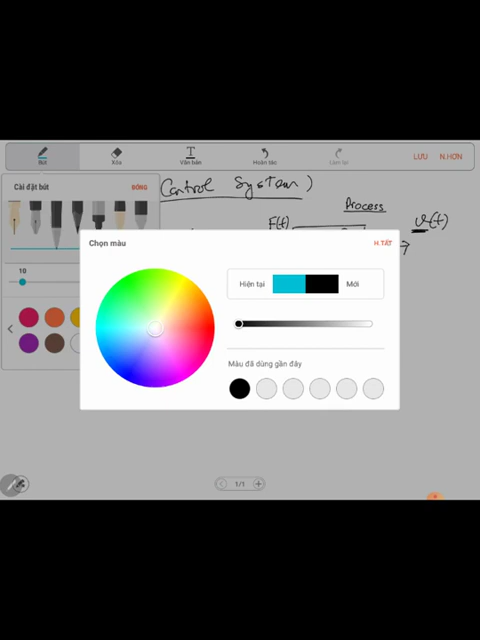 Bút Xóa Văn bản Hoàn tác Làm lại LƯU N.HƠN
Cài đặt bút ĐÓNG
Control System)
Process
F(t)
v(t)
Chọn màu H.TẤT
10
Hiện tại Mới
Màu đã dùng gần đây
1/1